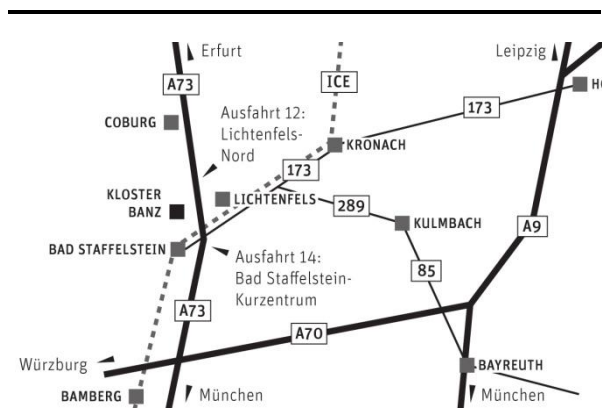 Erfurt
Leipzig
A73
ICE
173
COBURG
Ausfahrt 12:
Lichtenfels-
Nord
KRONACH
173
KLOSTER
BANZ
LICHTENFELS
289
KULMBACH
A9
BAD STAFFELSTEIN
Ausfahrt 14:
Bad Staffelstein-
Kurzentrum
85
A73
A70
Würzburg
BAYREUTH
BAMBERG
München
München